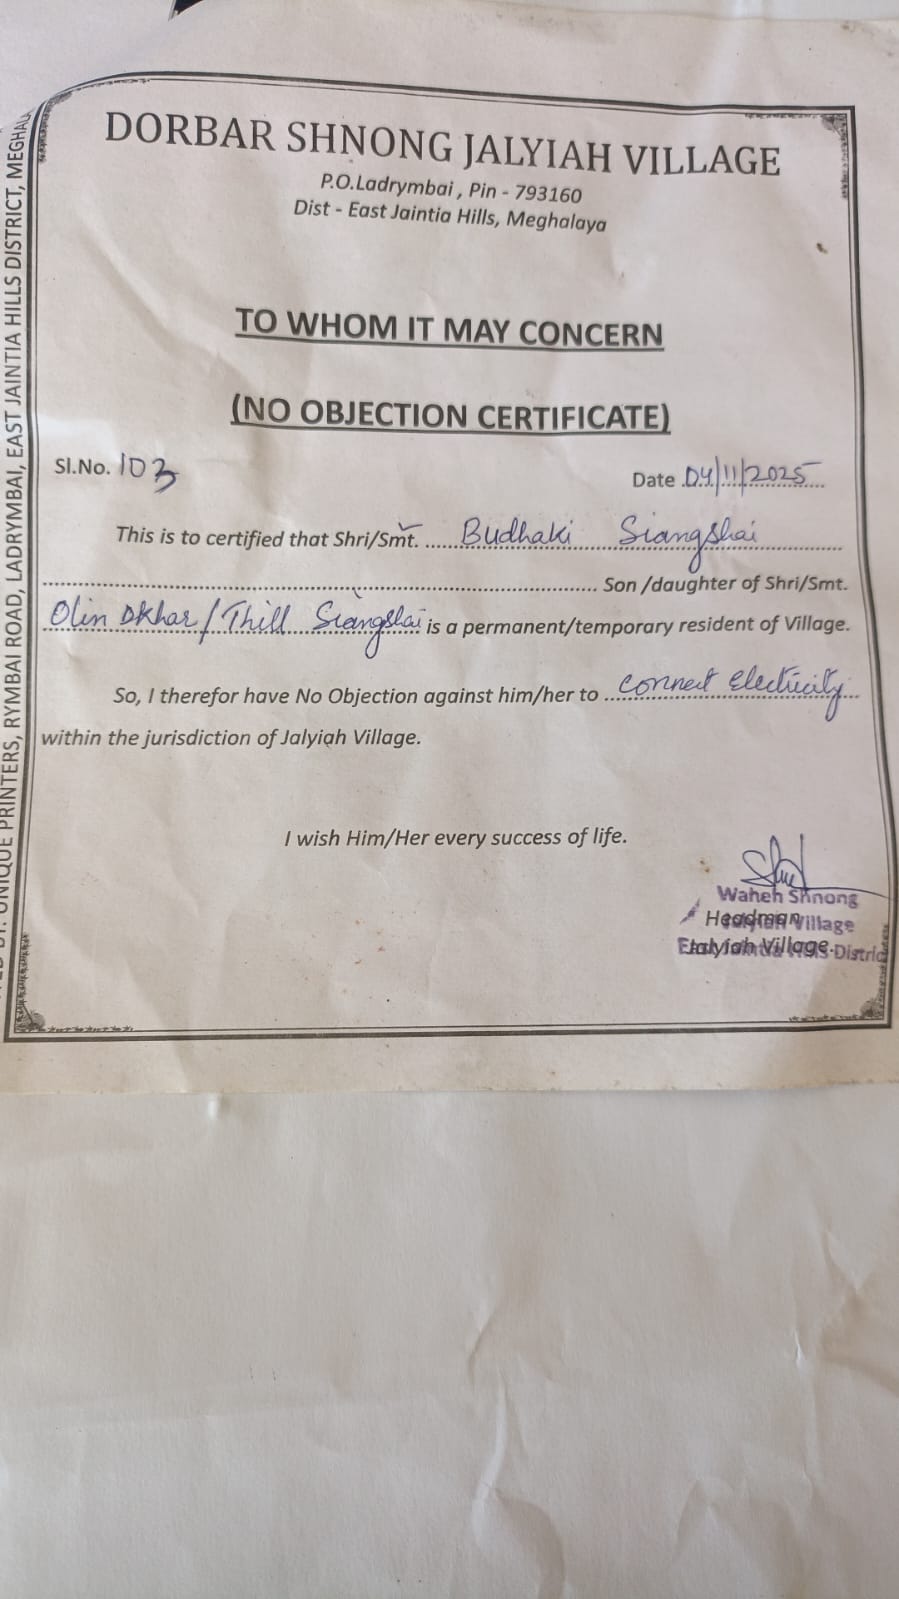 DORBAR SHNONG JALYIAH VILLAGE
P.O.Ladrymbai , Pin - 793160
Dist - East Jaintia Hills, Meghalaya
TO WHOM IT MAY CONCERN
(NO OBJECTION CERTIFICATE)
Sl.No. 103
Date 04/11/2025
This is to certified that Shri/Smt. Budhaki Siangshai
Son /daughter of Shri/Smt.
Olin Dkhar / Thill Siangshai is a permanent/temporary resident of Village.
So, I therefor have No Objection against him/her to connect Electricity
within the jurisdiction of Jalyiah Village.
I wish Him/Her every success of life.
Waheh Shnong
Headman
Village
Jalyiah Village.
District
UNIQUE PRINTERS, RYMBAI ROAD, LADRYMBAI, EAST JAINTIA HILLS DISTRICT,